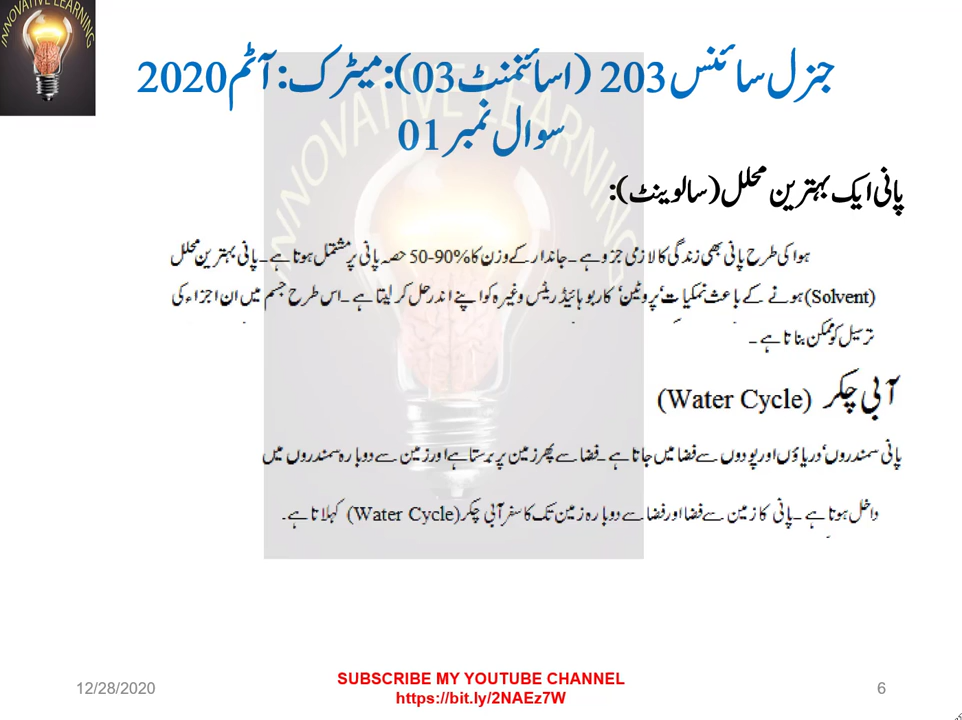 INNOVATIVE LEARNING
جنرل سائنس 203 (اسائنمنٹ 03): میٹرک: آٹم 2020
سوال نمبر 01
پانی ایک بہترین محلل (سالوینٹ):
ہوا کی طرح پانی بھی زندگی کا لازمی جزو ہے۔ جاندار کے وزن کا %90-50 حصہ پانی پر مشتمل ہوتا ہے۔ پانی بہترین محلل
(Solvent) ہونے کے باعث نمکیات‘ پروٹین‘ کاربوہائیڈریٹس وغیرہ کو اپنے اندر حل کر لیتا ہے۔ اس طرح جسم میں ان اجزاء کی
ترسیل کو ممکن بناتا ہے۔
آبی چکر (Water Cycle)
پانی سمندروں‘ دریاؤں اور پودوں سے فضا میں جاتا ہے۔ فضا سے پھر زمین پر برستا ہے اور زمین سے دوبارہ سمندروں میں
داخل ہوتا ہے۔ پانی کا زمین سے فضا اور فضا سے دوبارہ زمین تک کا سفر آبی چکر (Water Cycle) کہلاتا ہے۔
12/28/2020
SUBSCRIBE MY YOUTUBE CHANNEL
https://bit.ly/2NAEz7W
6